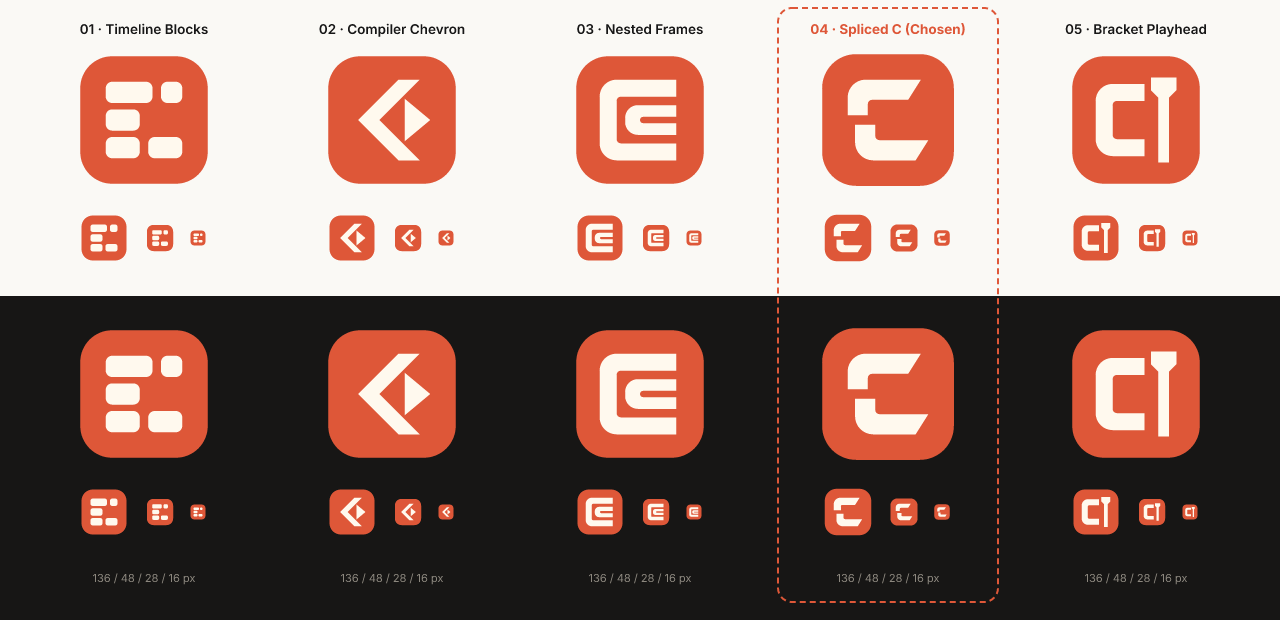 01 · Timeline Blocks
02 · Compiler Chevron
03 · Nested Frames
04 · Spliced C (Chosen)
05 · Bracket Playhead
136 / 48 / 28 / 16 px
136 / 48 / 28 / 16 px
136 / 48 / 28 / 16 px
136 / 48 / 28 / 16 px
136 / 48 / 28 / 16 px